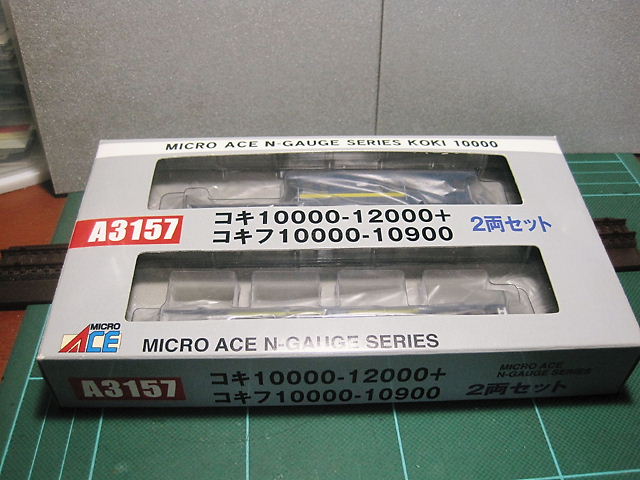 MICRO ACE N-GAUGE SERIES KOKI 10000
A3157
コキ10000-12000+
コキフ10000-10900
2両セット
MICRO
ACE
MICRO ACE N-GAUGE SERIES
A3157
コキ10000-12000+
コキフ10000-10900
MICRO ACE
N-GAUGE SERIES
2両セット